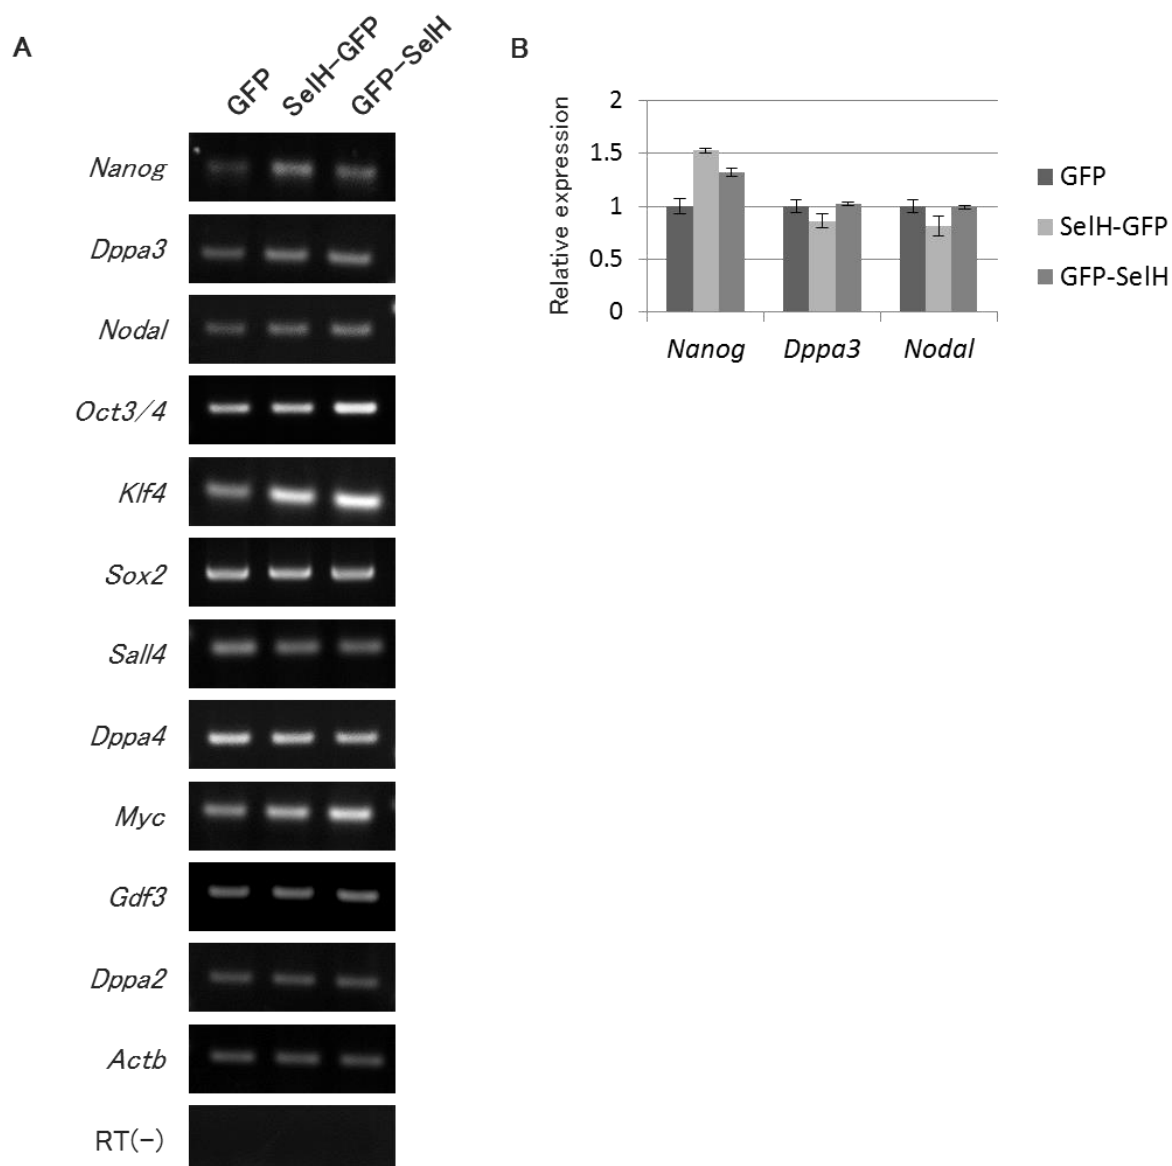 A
GFP
SelH-GFP
GFP-SelH
Nanog
Dppa3
Nodal
Oct3/4
Klf4
Sox2
Sall4
Dppa4
Myc
Gdf3
Dppa2
Actb
RT(-)
B
Relative expression
2
1.5
1
0.5
0
Nanog
Dppa3
Nodal
GFP
SelH-GFP
GFP-SelH